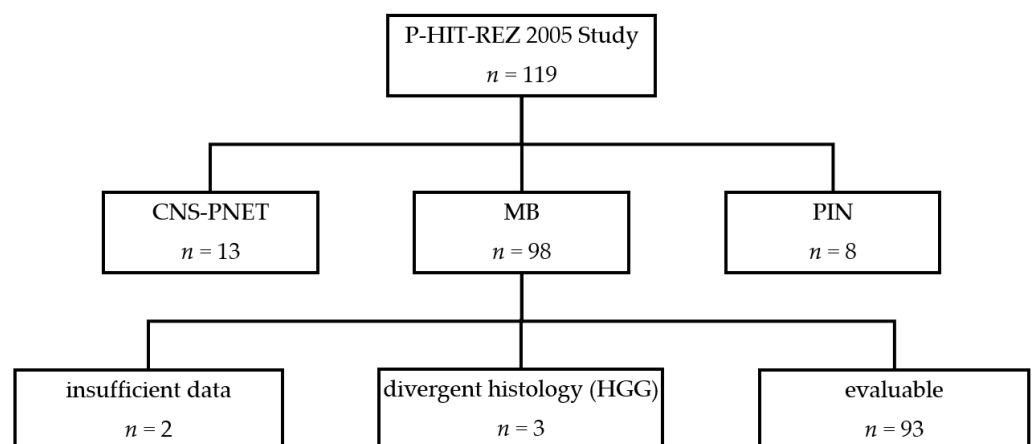 P-HIT-REZ 2005 Study
n = 119
CNS-PNET
n = 13
MB
n = 98
PIN
n = 8
insufficient data
n = 2
divergent histology (HGG)
n = 3
evaluable
n = 93